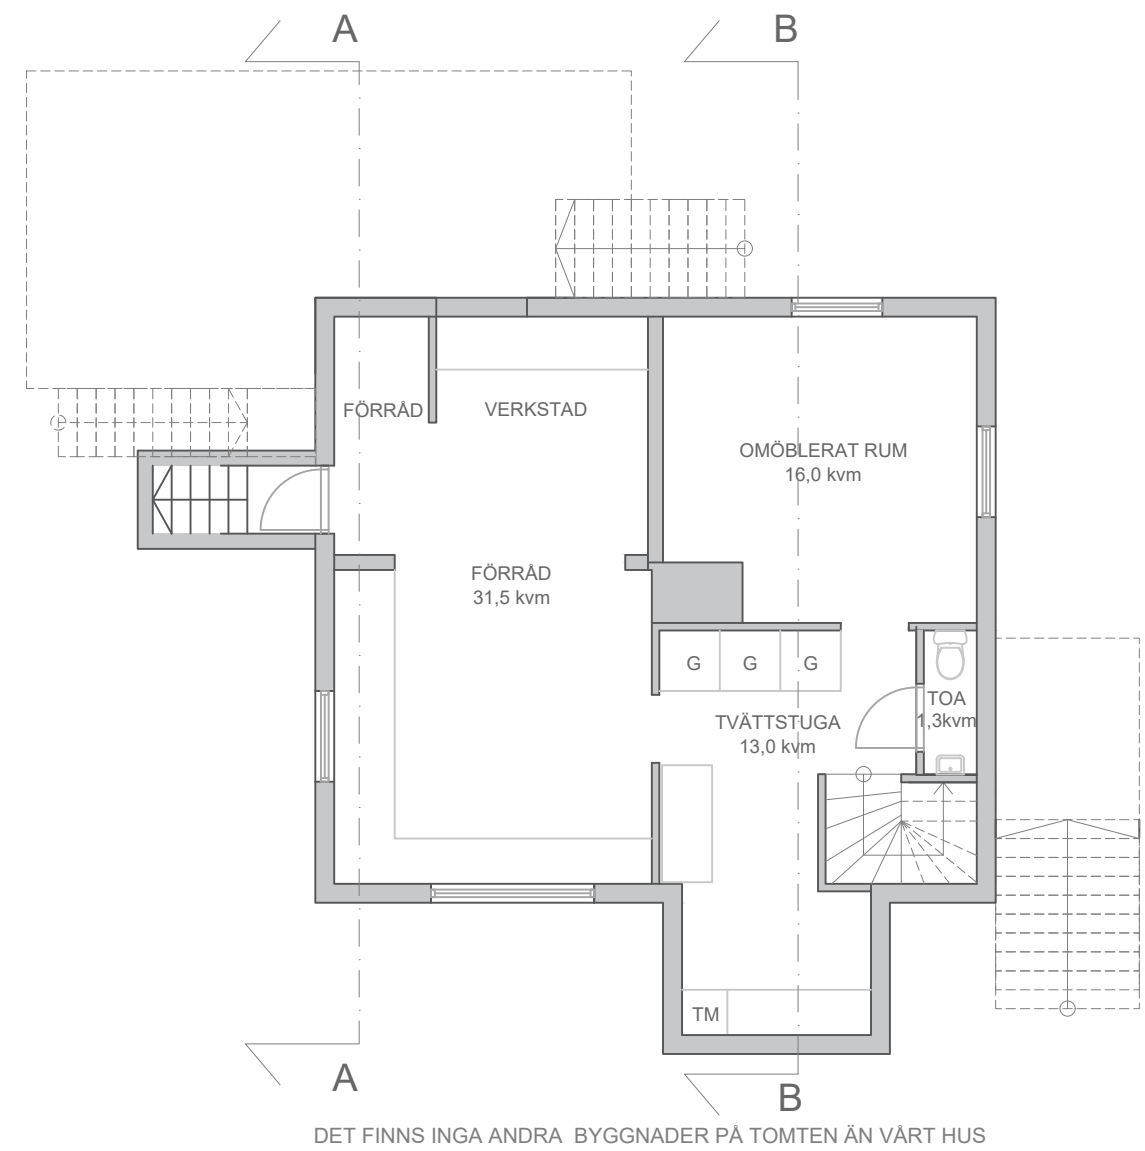 A
B
FÖRRÅD
VERKSTAD
OMÖBLERAT RUM
16,0 kvm
FÖRRÅD
31,5 kvm
G
G
G
TOA
1,3kvm
TVÄTTSTUGA
13,0 kvm
TM
A
B
DET FINNS INGA ANDRA BYGGNADER PÅ TOMTEN ÄN VÅRT HUS